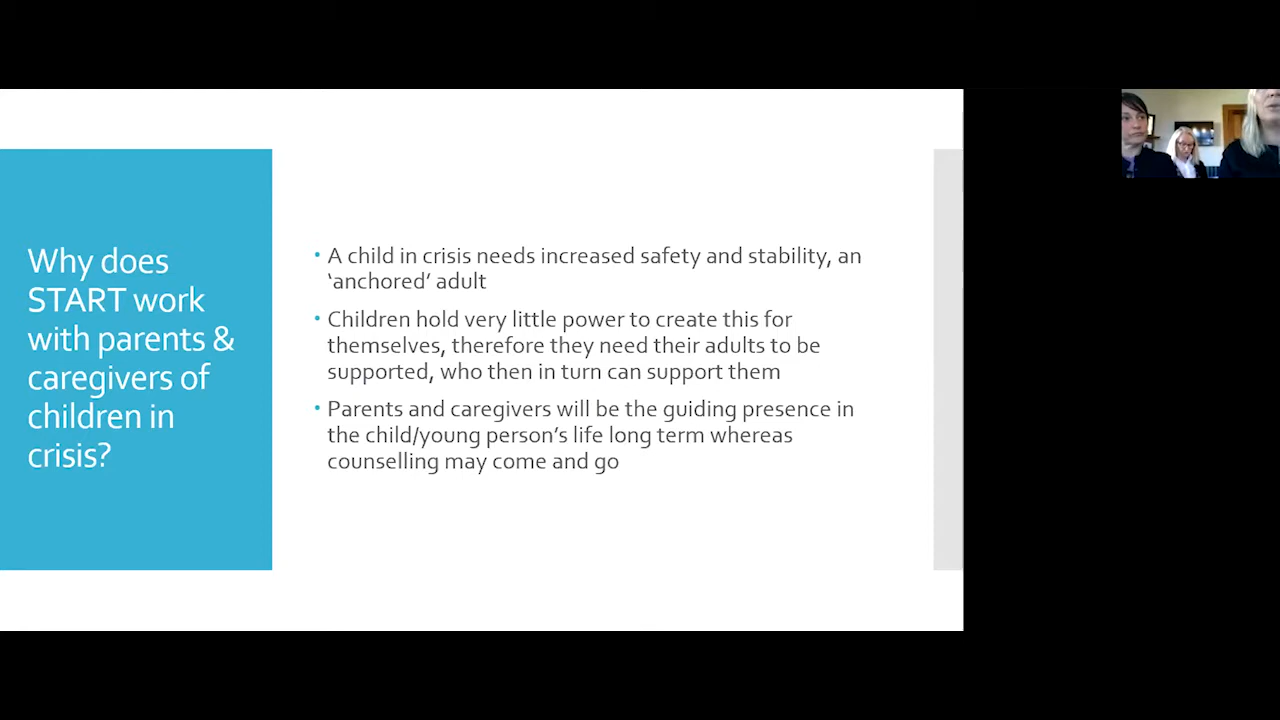 Why does
START work
with parents &
caregivers of
children in
crisis?
• A child in crisis needs increased safety and stability, an
‘anchored’ adult
• Children hold very little power to create this for
themselves, therefore they need their adults to be
supported, who then in turn can support them
• Parents and caregivers will be the guiding presence in
the child/young person’s life long term whereas
counselling may come and go